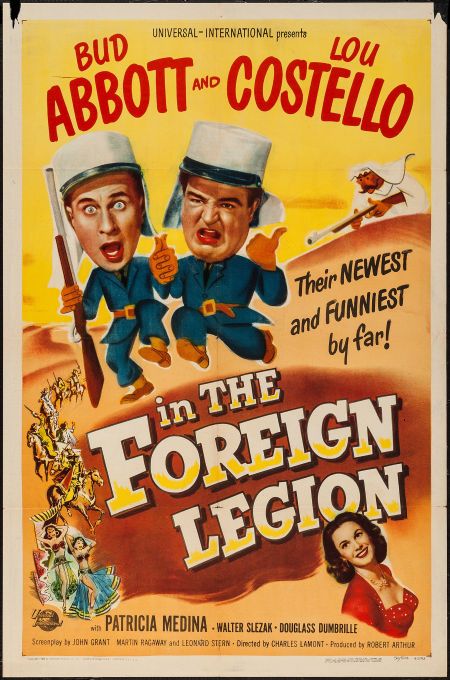 UNIVERSAL-INTERNATIONAL presents
BUD LOU
ABBOTT AND COSTELLO
Their NEWEST
and FUNNIEST
by far!
in THE
FOREIGN
LEGION
with PATRICIA MEDINA · WALTER SLEZAK · DOUGLASS DUMBRILLE
Screenplay by JOHN GRANT MARTIN RAGAWAY and LEONARD STERN · Directed by CHARLES LAMONT · Produced by ROBERT ARTHUR